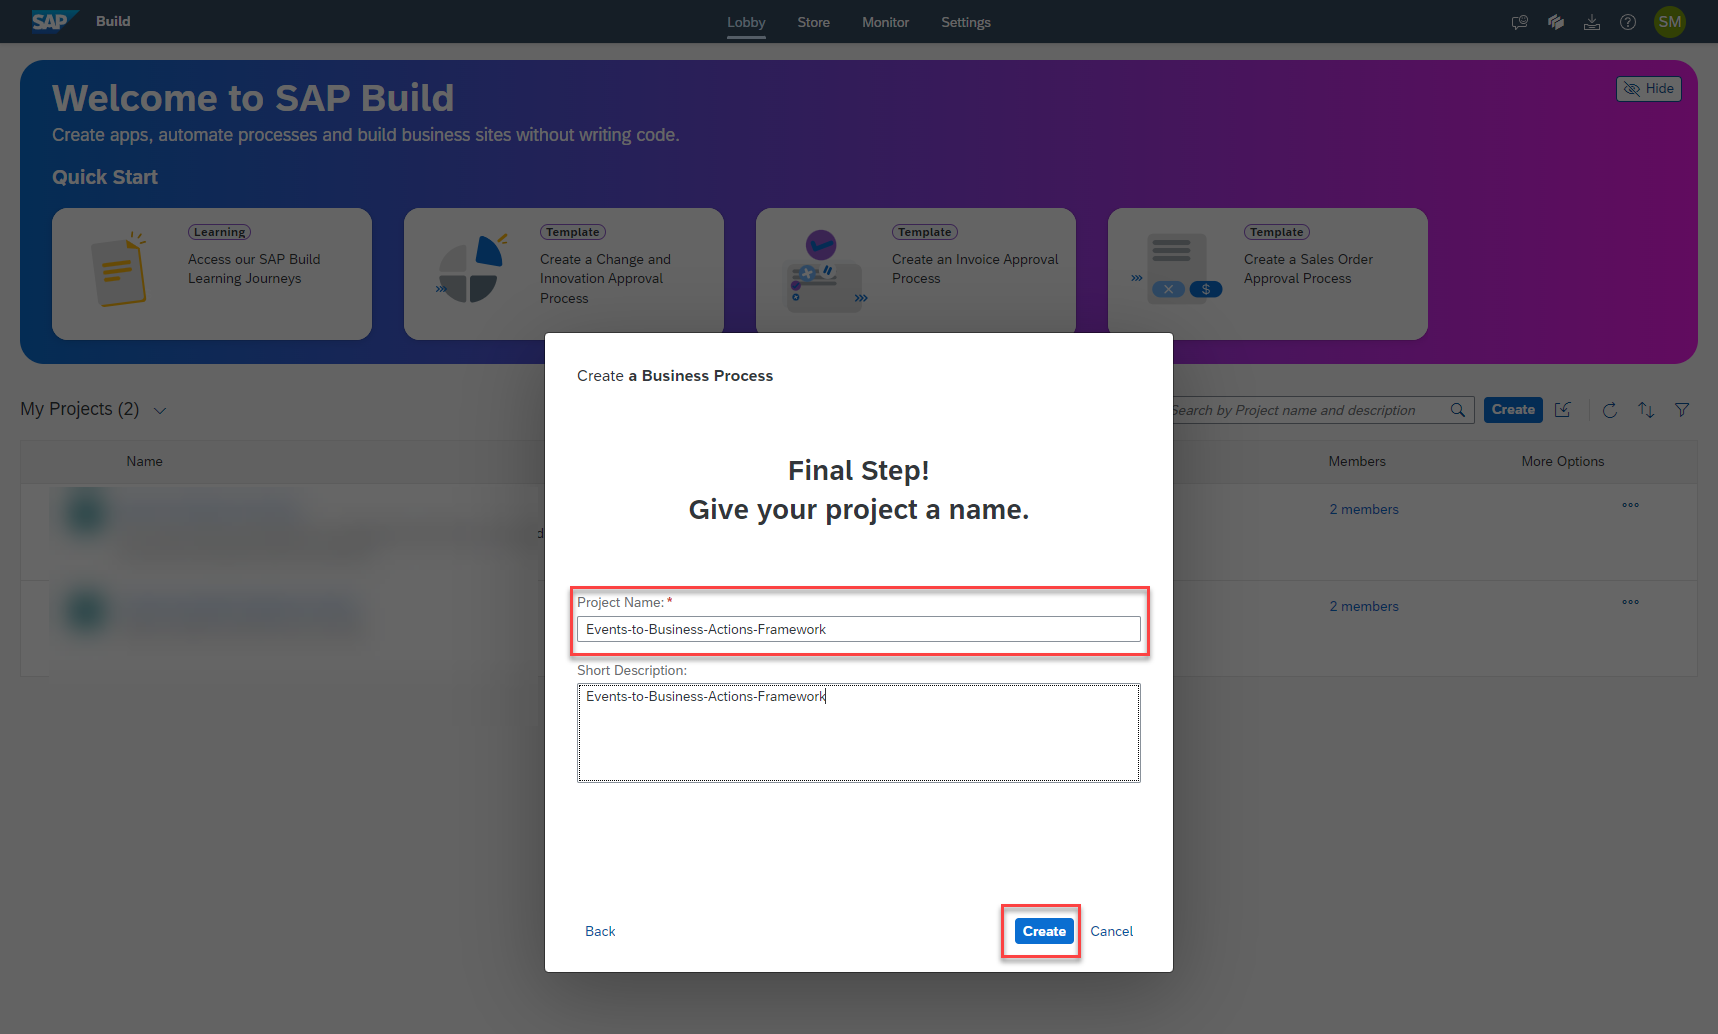 SAP Build
Lobby Store Monitor Settings
SM
Welcome to SAP Build
Hide
Create apps, automate processes and build business sites without writing code.
Quick Start
Learning
Access our SAP Build
Learning Journeys
Template
Create a Change and
Innovation Approval
Process
Template
Create an Invoice Approval
Process
Template
Create a Sales Order
Approval Process
My Projects (2)
Search by Project name and description
Create
Name
Members
More Options
2 members
2 members
Create a Business Process
Final Step!
Give your project a name.
Project Name: *
Events-to-Business-Actions-Framework
Short Description:
Events-to-Business-Actions-Framework
Back
Create
Cancel